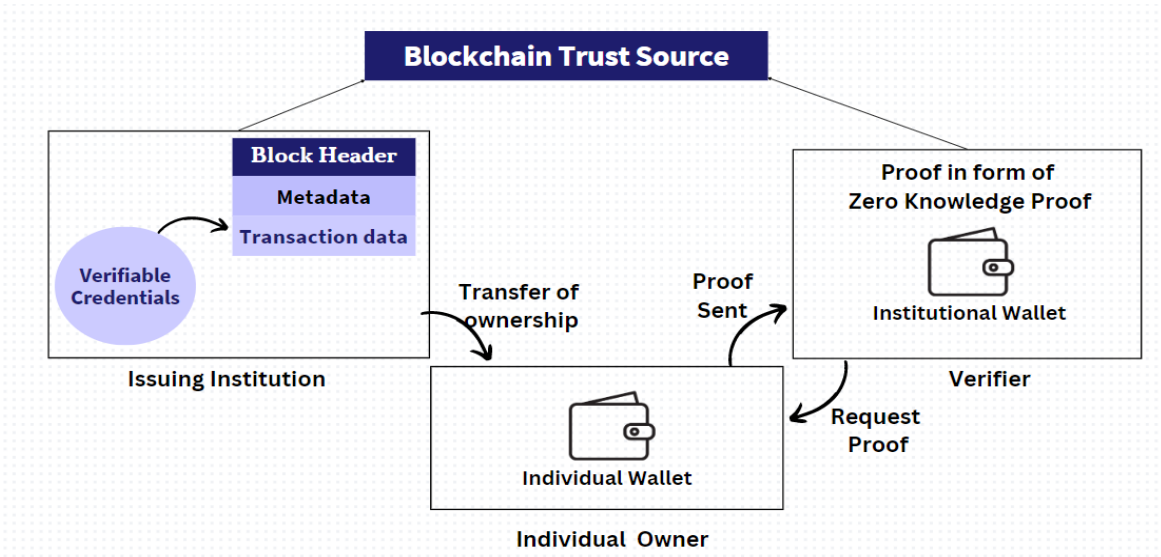 Blockchain Trust Source
Block Header
Metadata
Transaction data
Verifiable
Credentials
Issuing Institution
Transfer of
ownership
Individual Wallet
Individual Owner
Proof
Sent
Proof in form of
Zero Knowledge Proof
Institutional Wallet
Verifier
Request
Proof